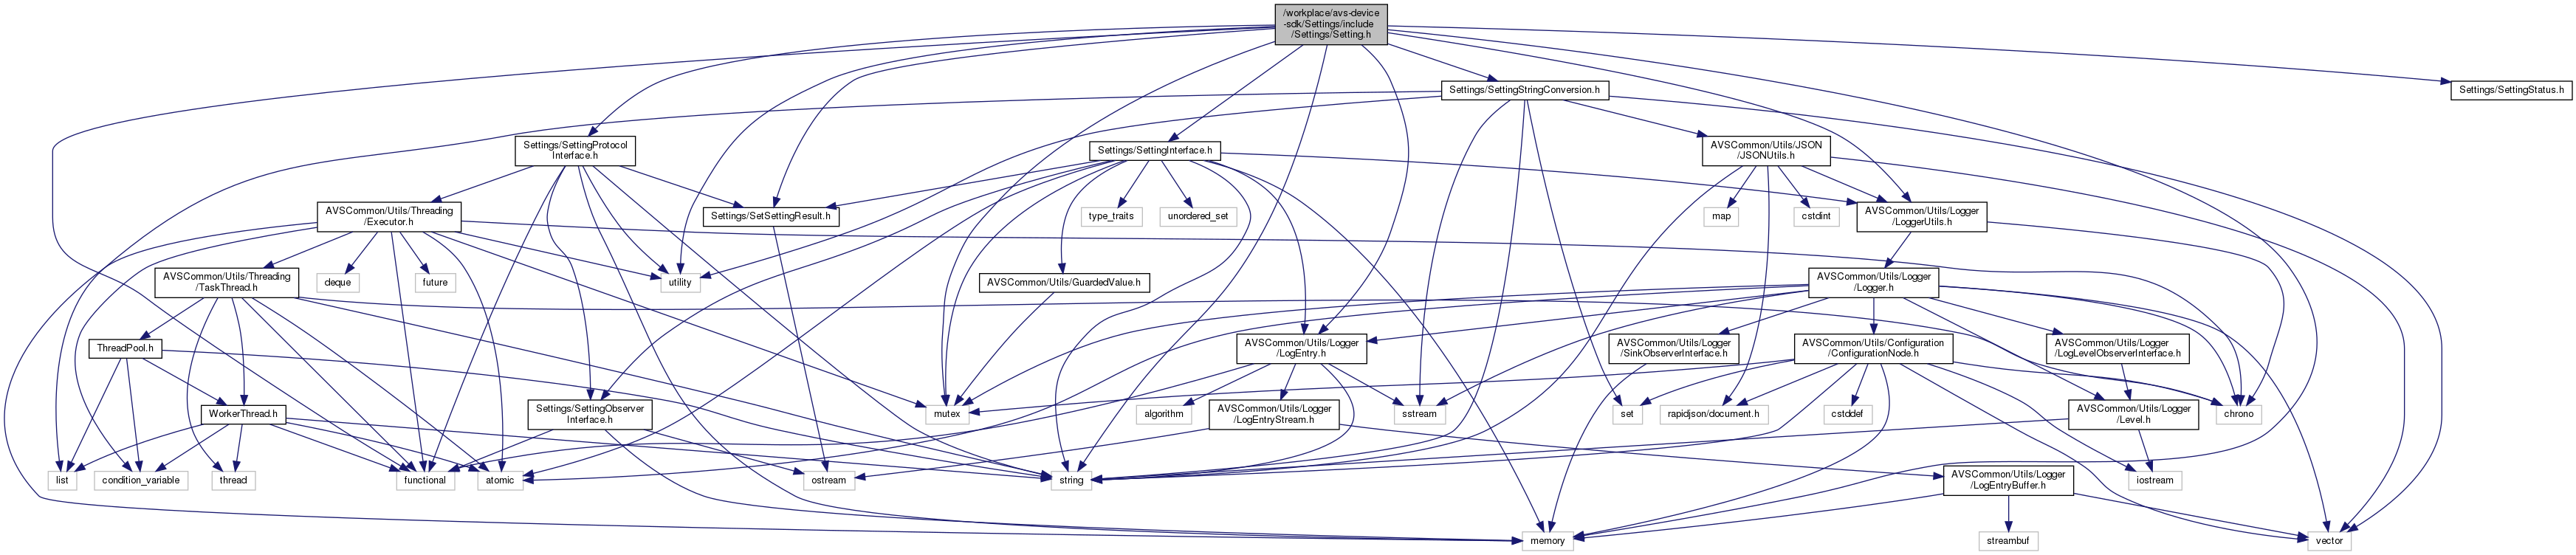 /workplace/avs-device
-sdk/Settings/include
/Settings/Setting.h
Settings/SettingStringConversion.h
Settings/SettingStatus.h
Settings/SettingProtocol
Interface.h
Settings/SettingInterface.h
AVSCommon/Utils/JSON
/JSONUtils.h
AVSCommon/Utils/Threading
/Executor.h
Settings/SetSettingResult.h
type_traits
unordered_set
map
cstdint
AVSCommon/Utils/Logger
/LoggerUtils.h
AVSCommon/Utils/Threading
/TaskThread.h
deque
future
utility
AVSCommon/Utils/GuardedValue.h
AVSCommon/Utils/Logger
/Logger.h
ThreadPool.h
AVSCommon/Utils/Logger
/LogEntry.h
AVSCommon/Utils/Logger
/SinkObserverInterface.h
AVSCommon/Utils/Configuration
/ConfigurationNode.h
AVSCommon/Utils/Logger
/LogLevelObserverInterface.h
WorkerThread.h
Settings/SettingObserver
Interface.h
mutex
algorithm
AVSCommon/Utils/Logger
/LogEntryStream.h
sstream
set
rapidjson/document.h
cstddef
AVSCommon/Utils/Logger
/Level.h
chrono
list
condition_variable
thread
functional
atomic
ostream
string
AVSCommon/Utils/Logger
/LogEntryBuffer.h
iostream
memory
streambuf
vector